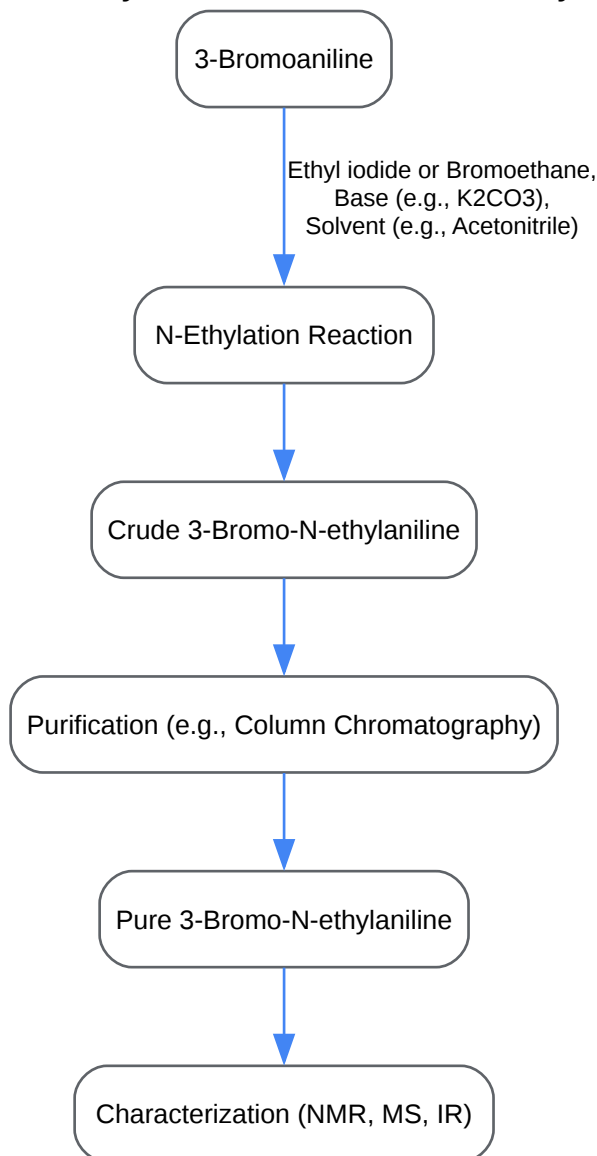 3-Bromoaniline
Ethyl iodide or Bromoethane,
Base (e.g., K2CO3),
Solvent (e.g., Acetonitrile)
N-Ethylation Reaction
Crude 3-Bromo-N-ethylaniline
Purification (e.g., Column Chromatography)
Pure 3-Bromo-N-ethylaniline
Characterization (NMR, MS, IR)